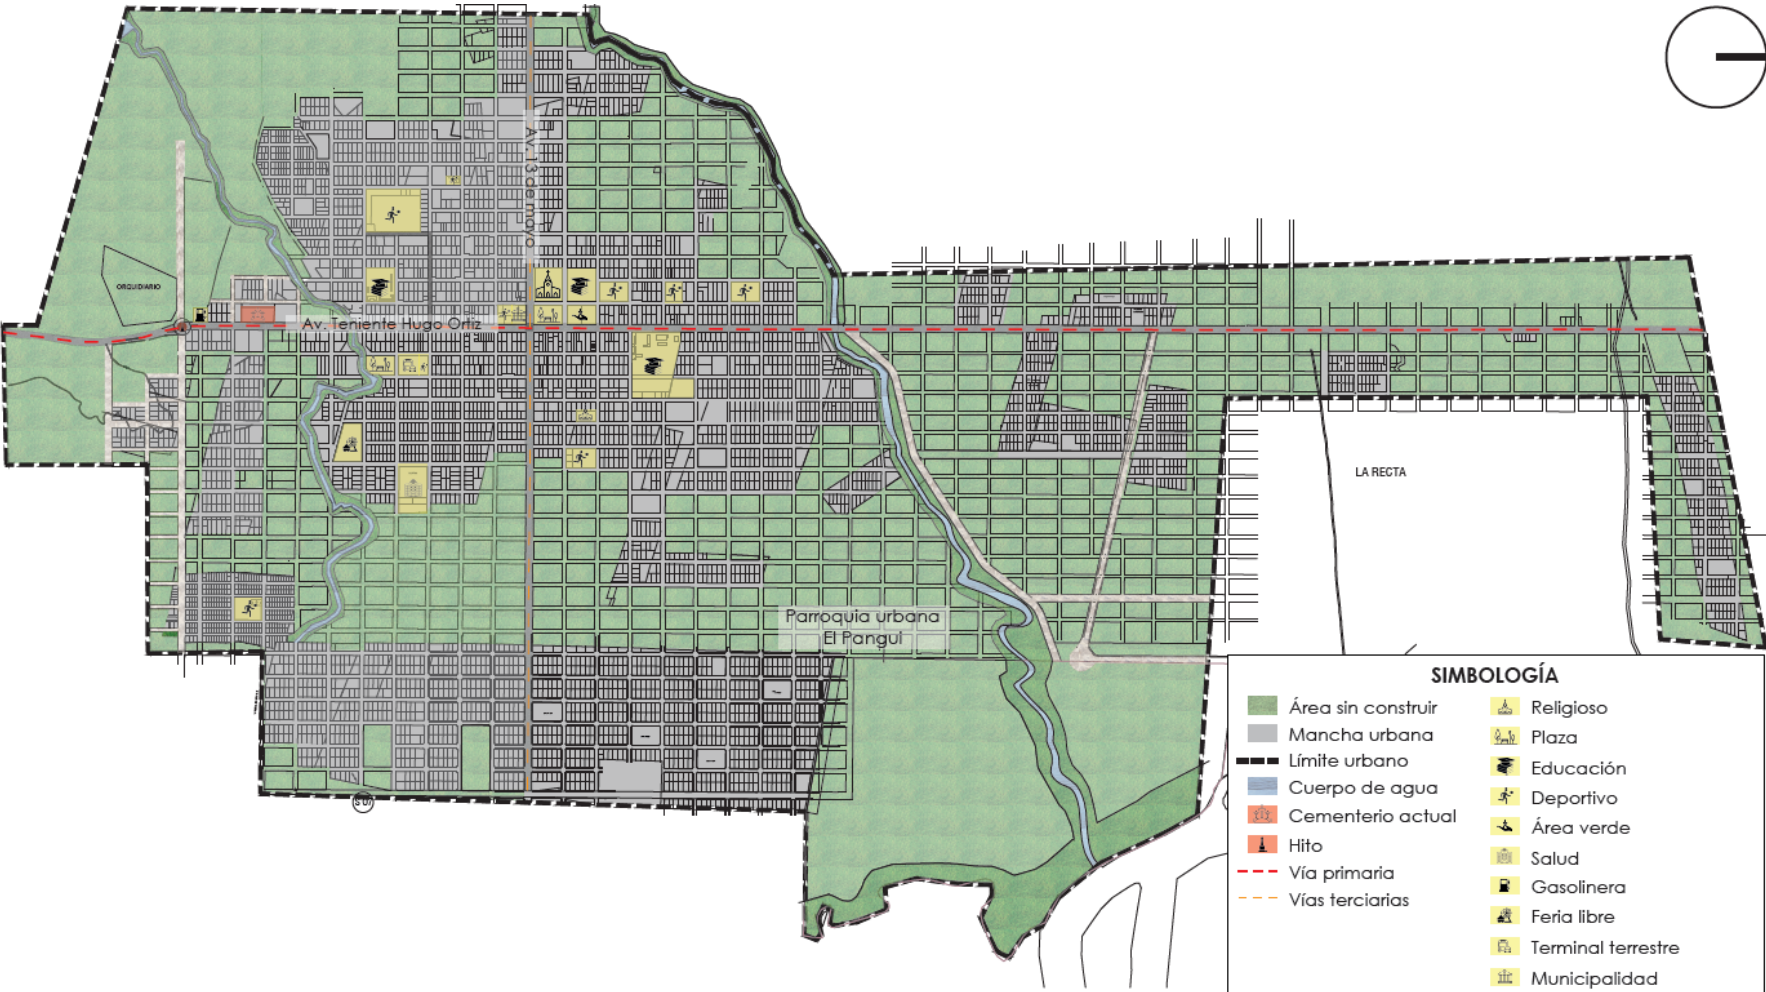 Av. 13 de mayo
ORQUIDIARIO
Av. Teniente Hugo Ortiz
LA RECTA
Parroquia urbana
El Pangui
SIMBOLOGÍA
Área sin construir
Mancha urbana
Límite urbano
Cuerpo de agua
Cementerio actual
Hito
Vía primaria
Vías terciarias
Religioso
Plaza
Educación
Deportivo
Área verde
Salud
Gasolinera
Feria libre
Terminal terrestre
Municipalidad